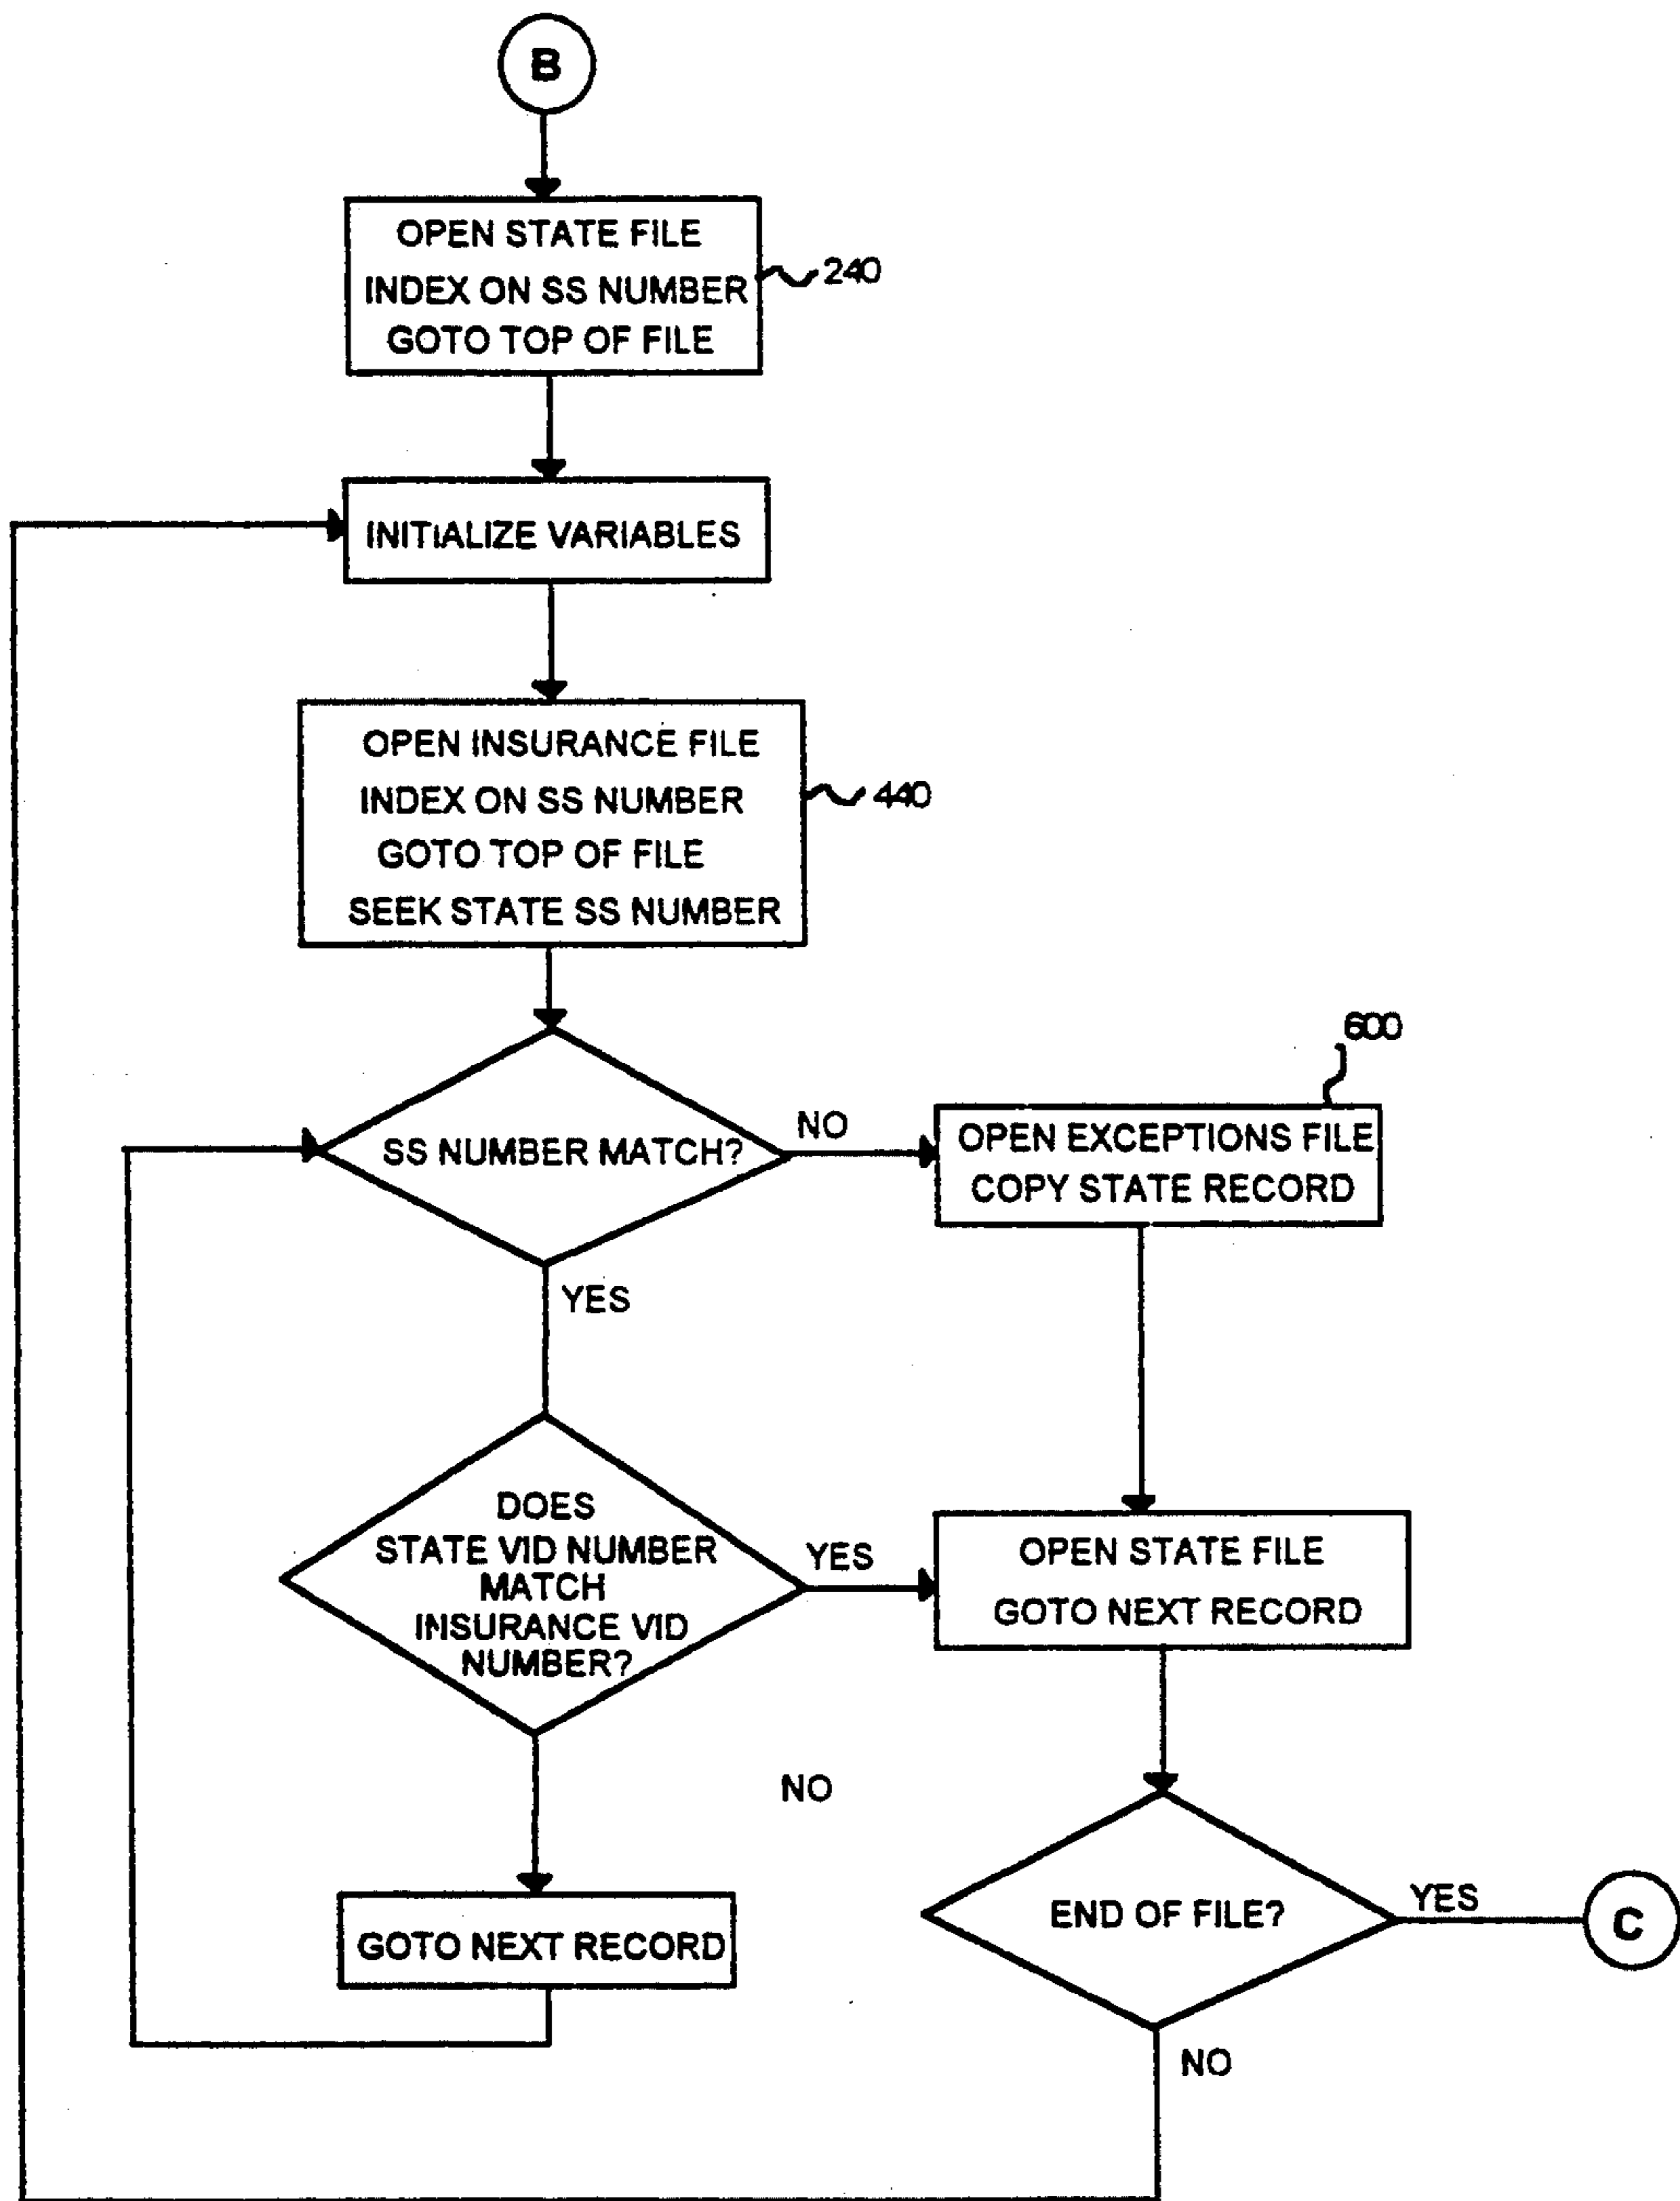 B
OPEN STATE FILE
INDEX ON SS NUMBER
GOTO TOP OF FILE
240
INITIALIZE VARIABLES
OPEN INSURANCE FILE
INDEX ON SS NUMBER
GOTO TOP OF FILE
SEEK STATE SS NUMBER
440
SS NUMBER MATCH?
NO
600
OPEN EXCEPTIONS FILE
COPY STATE RECORD
YES
DOES
STATE VID NUMBER
MATCH
INSURANCE VID
NUMBER?
YES
OPEN STATE FILE
GOTO NEXT RECORD
NO
GOTO NEXT RECORD
END OF FILE?
YES
C
NO